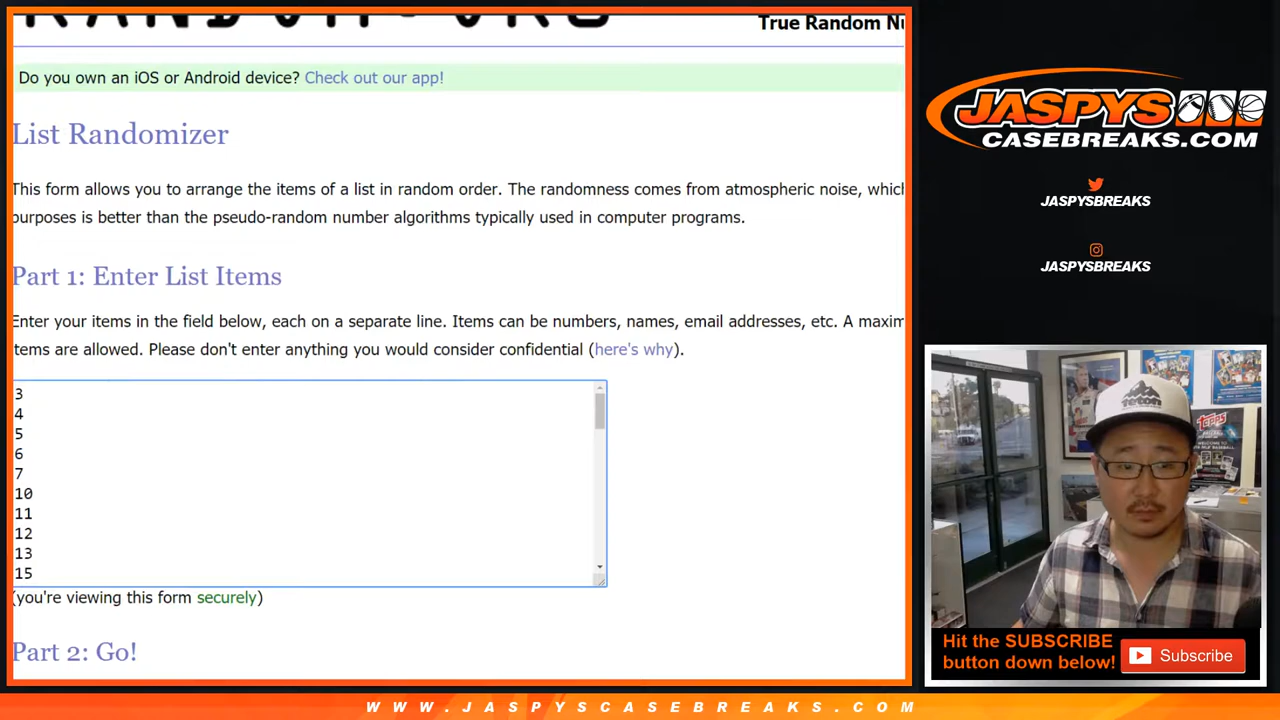 RANDOM.ORG
True Random Nu
Do you own an iOS or Android device? Check out our app!
List Randomizer
This form allows you to arrange the items of a list in random order. The randomness comes from atmospheric noise, which
purposes is better than the pseudo-random number algorithms typically used in computer programs.
Part 1: Enter List Items
Enter your items in the field below, each on a separate line. Items can be numbers, names, email addresses, etc. A maxim
items are allowed. Please don't enter anything you would consider confidential (here's why).
3
4
5
6
7
10
11
12
13
15
(you're viewing this form securely)
Part 2: Go!
JASPYS
CASEBREAKS.COM
JASPYSBREAKS
JASPYSBREAKS
Teton
Topps
Hit the SUBSCRIBE
button down below!
Subscribe
WWW.JASPYSCASEBREAKS.COM